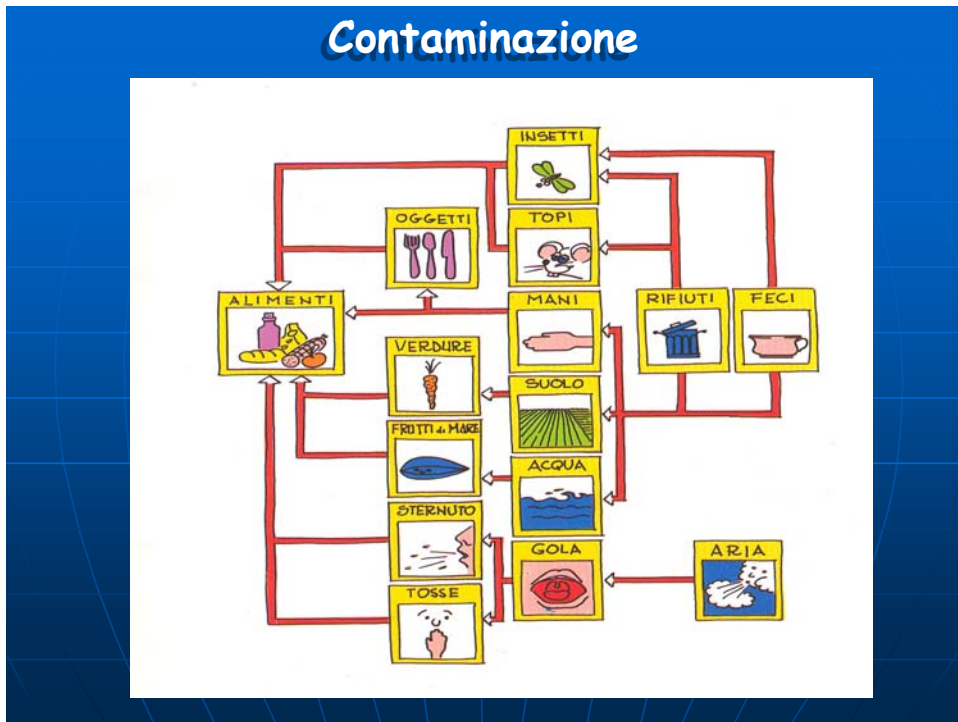 Contaminazione
INSETTI
OGGETTI
TOPI
ALIMENTI
MANI
RIFIUTI
FECI
VERDURE
SUOLO
FRUTTI di MARE
ACQUA
STERNUTO
GOLA
ARIA
TOSSE